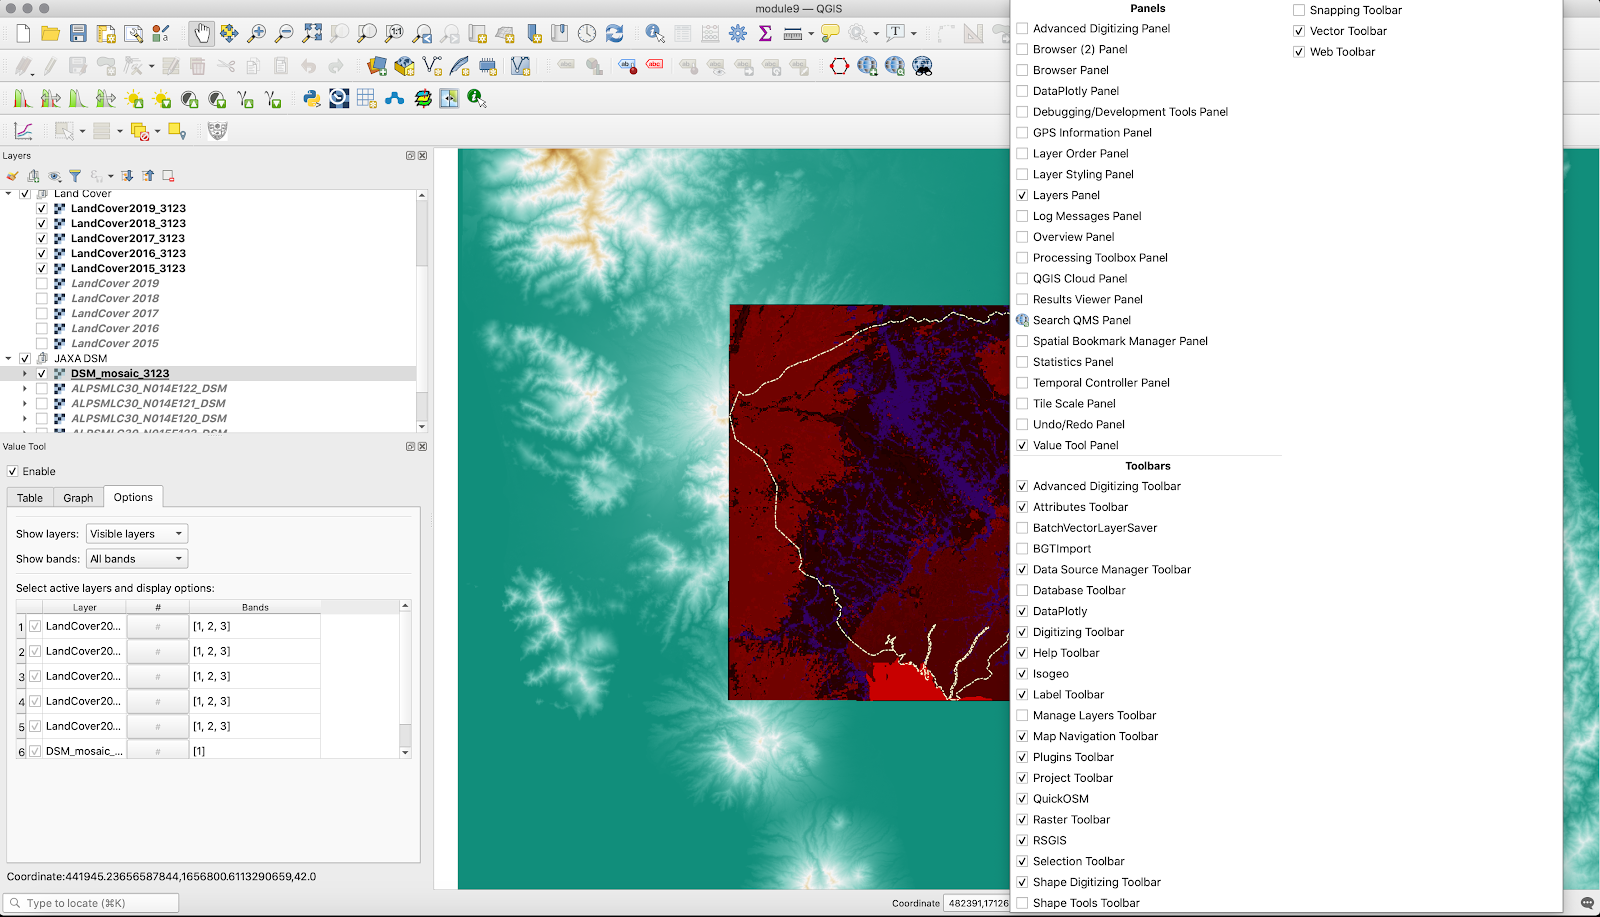 module9 — QGIS
Layers
Land Cover
LandCover2019_3123
LandCover2018_3123
LandCover2017_3123
LandCover2016_3123
LandCover2015_3123
LandCover 2019
LandCover 2018
LandCover 2017
LandCover 2016
LandCover 2015
JAXA DSM
DSM_mosaic_3123
ALPSMLC30_N014E122_DSM
ALPSMLC30_N014E121_DSM
ALPSMLC30_N014E120_DSM
Value Tool
Enable
Table Graph Options
Show layers: Visible layers
Show bands: All bands
Select active layers and display options:
Layer # Bands
1 LandCover20... # [1, 2, 3]
2 LandCover20... # [1, 2, 3]
3 LandCover20... # [1, 2, 3]
4 LandCover20... # [1, 2, 3]
5 LandCover20... # [1, 2, 3]
6 DSM_mosaic_... # [1]
Coordinate:441945.23656587844,1656800.6113290659,42.0
Type to locate (⌘K)
Coordinate 482391,17126
Panels
Advanced Digitizing Panel
Browser (2) Panel
Browser Panel
DataPlotly Panel
Debugging/Development Tools Panel
GPS Information Panel
Layer Order Panel
Layer Styling Panel
Layers Panel
Log Messages Panel
Overview Panel
Processing Toolbox Panel
QGIS Cloud Panel
Results Viewer Panel
Search QMS Panel
Spatial Bookmark Manager Panel
Statistics Panel
Temporal Controller Panel
Tile Scale Panel
Undo/Redo Panel
Value Tool Panel
Toolbars
Advanced Digitizing Toolbar
Attributes Toolbar
BatchVectorLayerSaver
BGTImport
Data Source Manager Toolbar
Database Toolbar
DataPlotly
Digitizing Toolbar
Help Toolbar
Isogeo
Label Toolbar
Manage Layers Toolbar
Map Navigation Toolbar
Plugins Toolbar
Project Toolbar
QuickOSM
Raster Toolbar
RSGIS
Selection Toolbar
Shape Digitizing Toolbar
Shape Tools Toolbar
Snapping Toolbar
Vector Toolbar
Web Toolbar